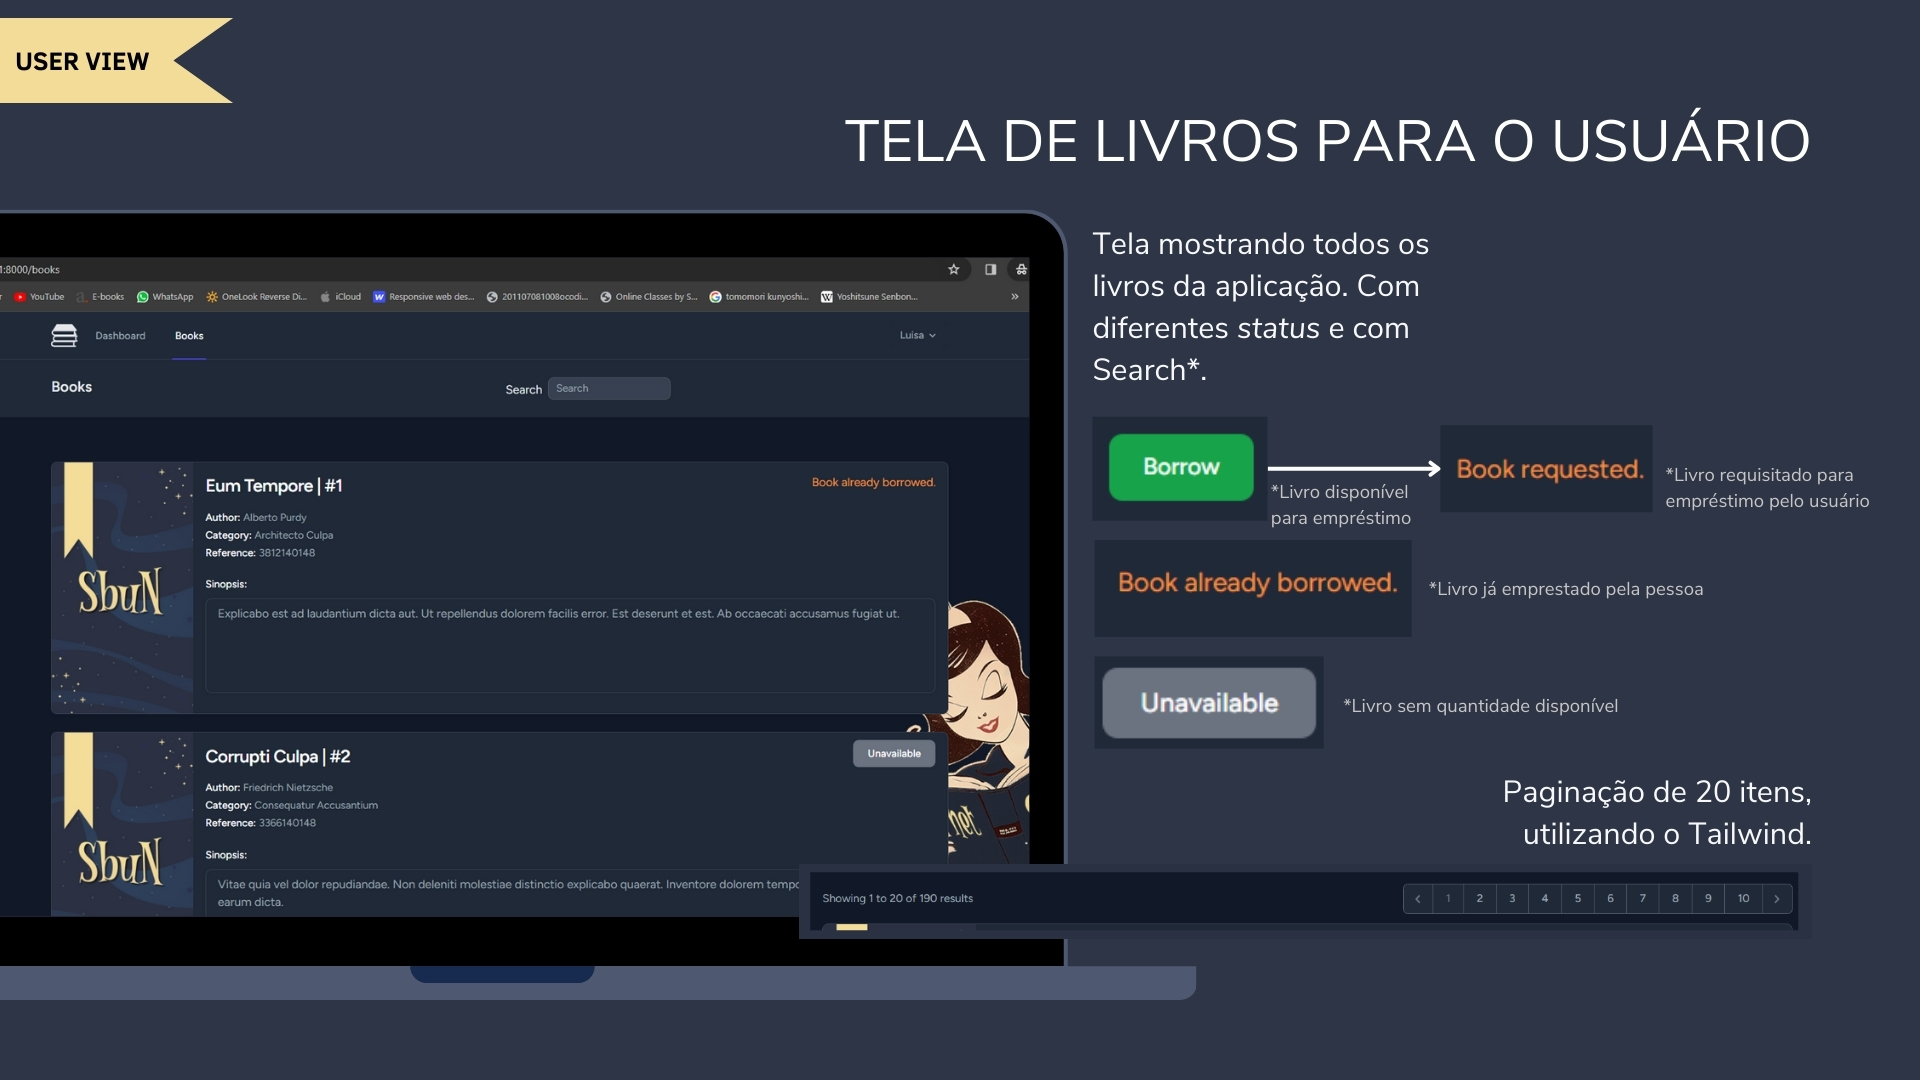 USER VIEW
TELA DE LIVROS PARA O USUÁRIO
:8000/books
YouTube E-books WhatsApp OneLook Reverse Di... iCloud Responsive web des... 201107081008ocodi... Online Classes by S... tomomori kunyoshi... Yoshitsune Senbon... »
Dashboard Books Luisa
Books Search Search
Eum Tempore | #1 Book already borrowed.
Author: Alberto Purdy
Category: Architecto Culpa
Reference: 3812140148
Sinopsis:
Explicabo est ad laudantium dicta aut. Ut repellendus dolorem facilis error. Est deserunt et est. Ab occaecati accusamus fugiat ut.
SbuN
Corrupti Culpa | #2 Unavailable
Author: Friedrich Nietzsche
Category: Consequatur Accusantium
Reference: 3366140148
Sinopsis:
Vitae quia vel dolor repudiandae. Non deleniti molestiae distinctio explicabo quaerat. Inventore dolorem tempo
earum dicta.
SbuN
Tela mostrando todos os
livros da aplicação. Com
diferentes status e com
Search*.
Borrow
*Livro disponível
para empréstimo
Book requested.
*Livro requisitado para
empréstimo pelo usuário
Book already borrowed.
*Livro já emprestado pela pessoa
Unavailable
*Livro sem quantidade disponível
Paginação de 20 itens,
utilizando o Tailwind.
Showing 1 to 20 of 190 results
‹ 1 2 3 4 5 6 7 8 9 10 ›